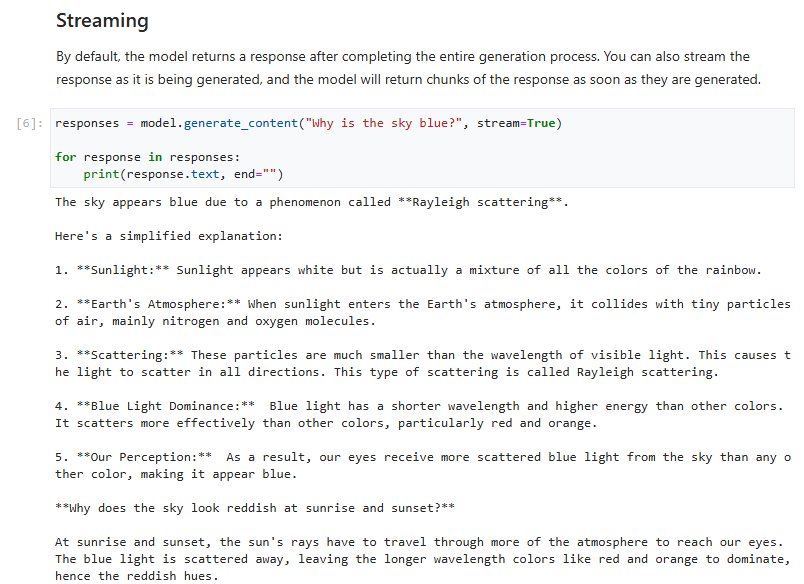 Streaming
By default, the model returns a response after completing the entire generation process. You can also stream the
response as it is being generated, and the model will return chunks of the response as soon as they are generated.
[6]: responses = model.generate_content("Why is the sky blue?", stream=True)
for response in responses:
    print(response.text, end="")
The sky appears blue due to a phenomenon called **Rayleigh scattering**.
Here's a simplified explanation:
1. **Sunlight:** Sunlight appears white but is actually a mixture of all the colors of the rainbow.
2. **Earth's Atmosphere:** When sunlight enters the Earth's atmosphere, it collides with tiny particles
of air, mainly nitrogen and oxygen molecules.
3. **Scattering:** These particles are much smaller than the wavelength of visible light. This causes t
he light to scatter in all directions. This type of scattering is called Rayleigh scattering.
4. **Blue Light Dominance:**  Blue light has a shorter wavelength and higher energy than other colors.
It scatters more effectively than other colors, particularly red and orange.
5. **Our Perception:**  As a result, our eyes receive more scattered blue light from the sky than any o
ther color, making it appear blue.
**Why does the sky look reddish at sunrise and sunset?**
At sunrise and sunset, the sun's rays have to travel through more of the atmosphere to reach our eyes.
The blue light is scattered away, leaving the longer wavelength colors like red and orange to dominate,
hence the reddish hues.